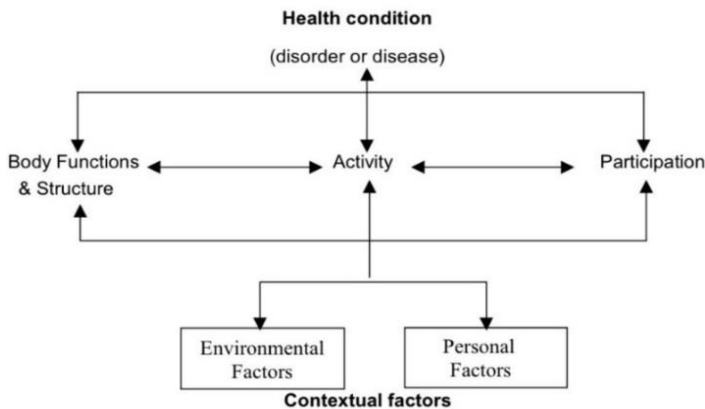 Health condition
(disorder or disease)
Body Functions
& Structure
Activity
Participation
Environmental
Factors
Personal
Factors
Contextual factors